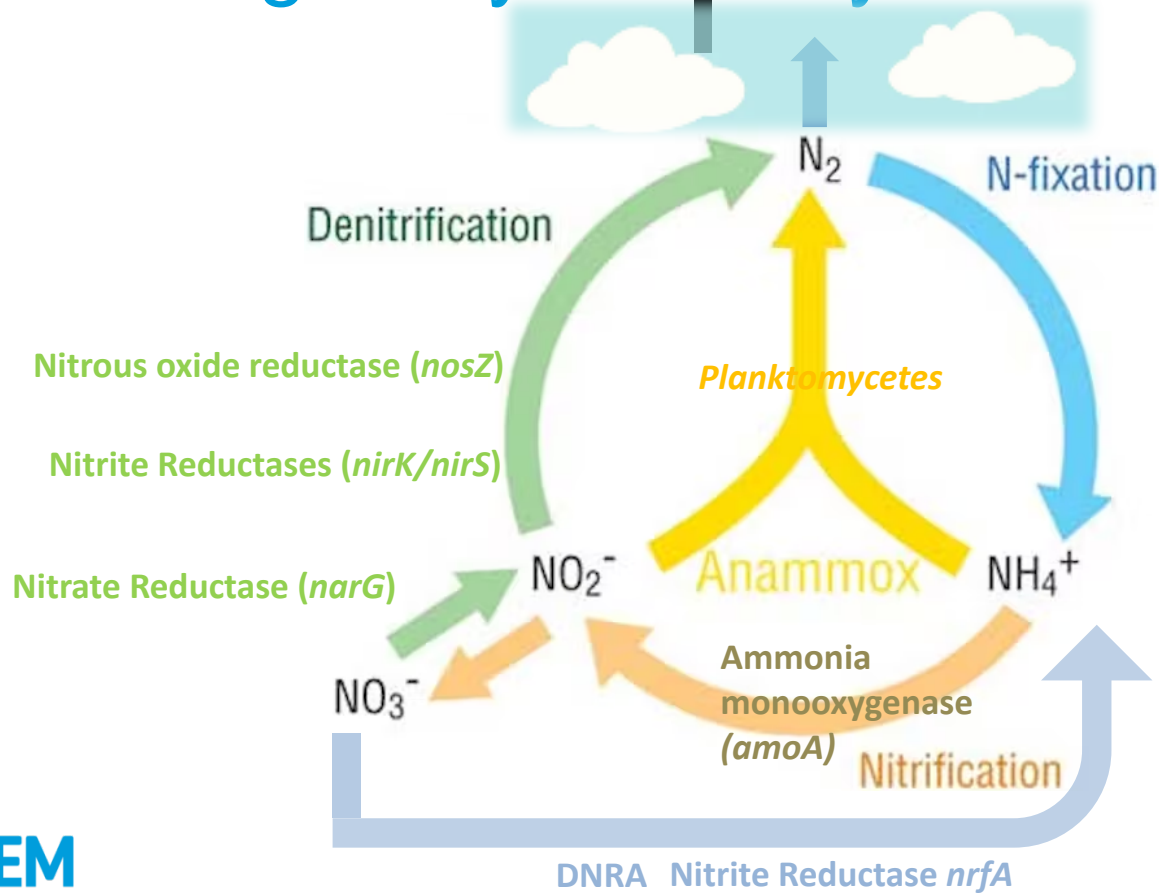 N₂
N-fixation
Denitrification
Nitrous oxide reductase (nosZ)
Planktomycetes
Nitrite Reductases (nirK/nirS)
NO₂⁻
Anammox
NH₄⁺
Nitrate Reductase (narG)
NO₃⁻
Ammonia
monooxygenase
(amoA)
Nitrification
EM
DNRA Nitrite Reductase nrfA